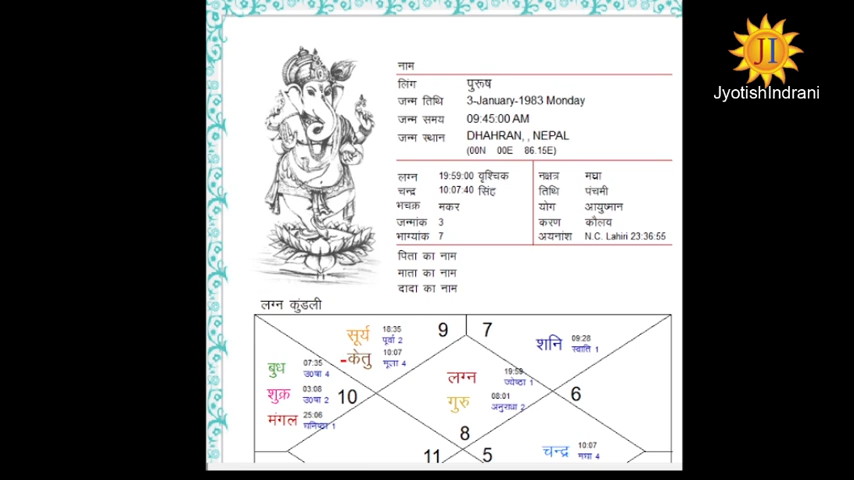 JI
JyotishIndrani
नाम
लिंग पुरूष
जन्म तिथि 3-January-1983 Monday
जन्म समय 09:45:00 AM
जन्म स्थान DHAHRAN, , NEPAL
(00N 00E 86.15E)
लग्न 19:59:00 वृश्चिक
चन्द्र 10:07:40 सिंह
भचक्र मकर
जन्मांक 3
भाग्यांक 7
नक्षत्र मघा
तिथि पंचमी
योग आयुष्मान
करण कौलव
अयनांश N.C. Lahiri 23:36:55
पिता का नाम
माता का नाम
दादा का नाम
लग्न कुंडली
सूर्य 18:35 पूर्वा 2
-केतु 10:07 मूला 4
9
7
शनि 09:28 स्वाति 1
बुध 07:35 उ०षा 4
शुक्र 03:08 उ०षा 2
मंगल 25:06 धनिष्ठा 1
10
लग्न 19:59 ज्येष्ठा 1
गुरु 08:01 अनुराधा 2
6
8
11
5
चन्द्र 10:07 मघा 4